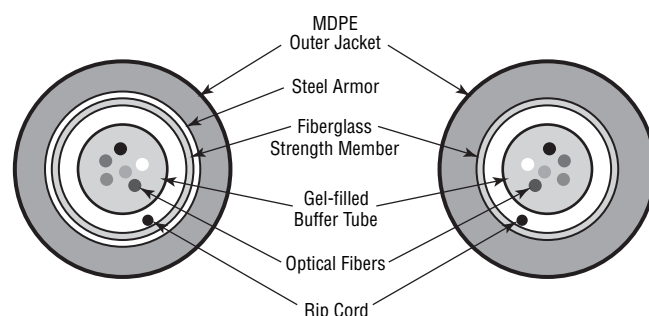 MDPE
Outer Jacket
Steel Armor
Fiberglass
Strength Member
Gel-filled
Buffer Tube
Optical Fibers
Rip Cord